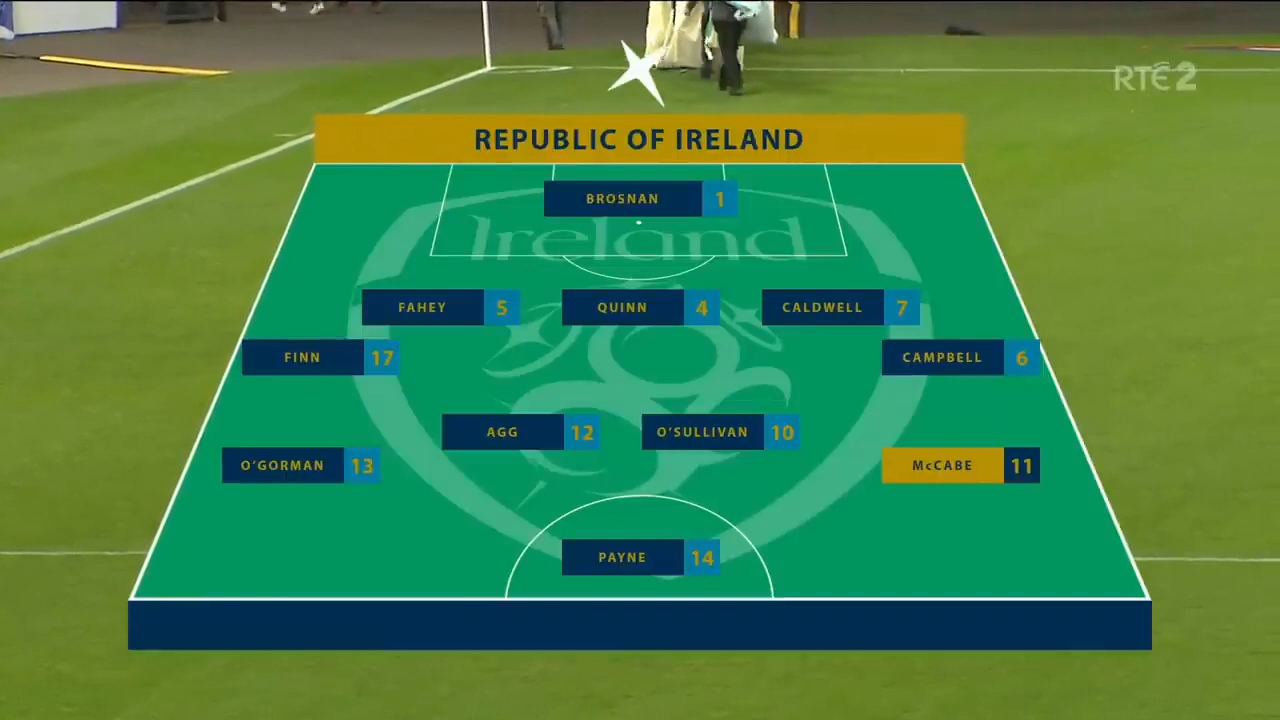 RTÉ2
REPUBLIC OF IRELAND
BROSNAN 1
Ireland
FAHEY 5
QUINN 4
CALDWELL 7
FINN 17
CAMPBELL 6
AGG 12
O'SULLIVAN 10
O'GORMAN 13
McCABE 11
PAYNE 14